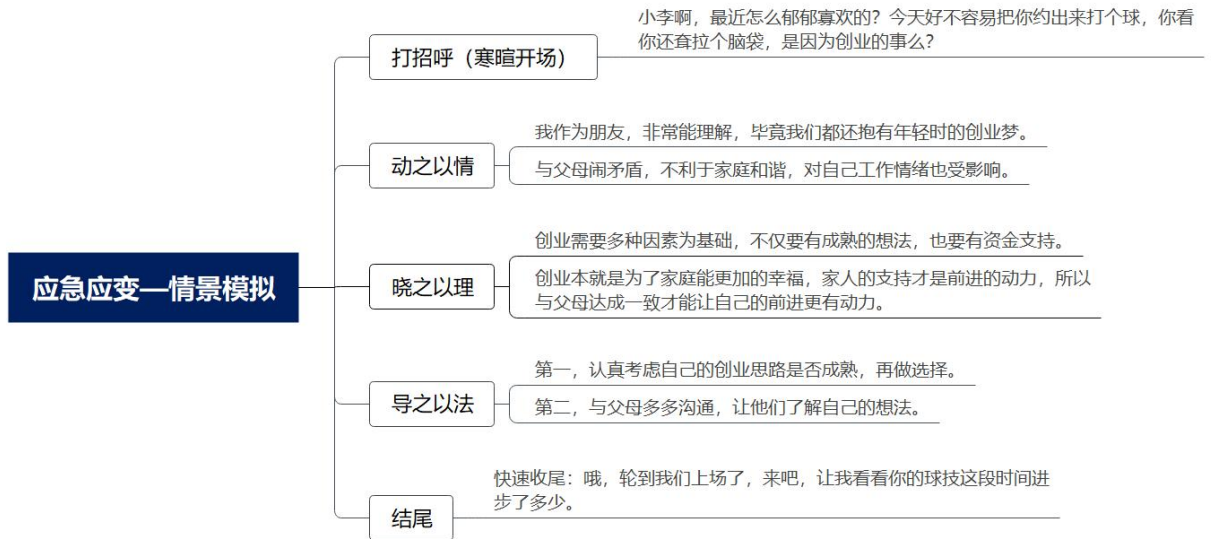 小李啊，最近怎么郁郁寡欢的？今天好不容易把你约出来打个球，你看
你还耷拉个脑袋，是因为创业的事么？
打招呼（寒暄开场）
我作为朋友，非常能理解，毕竟我们都还抱有年轻时的创业梦。
动之以情
与父母闹矛盾，不利于家庭和谐，对自己工作情绪也受影响。
创业需要多种因素为基础，不仅要有成熟的想法，也要有资金支持。
应急应变—情景模拟
晓之以理
创业本就是为了家庭能更加的幸福，家人的支持才是前进的动力，所以
与父母达成一致才能让自己的前进更有动力。
第一，认真考虑自己的创业思路是否成熟，再做选择。
导之以法
第二，与父母多多沟通，让他们了解自己的想法。
快速收尾：哦，轮到我们上场了，来吧，让我看看你的球技这段时间进
步了多少。
结尾